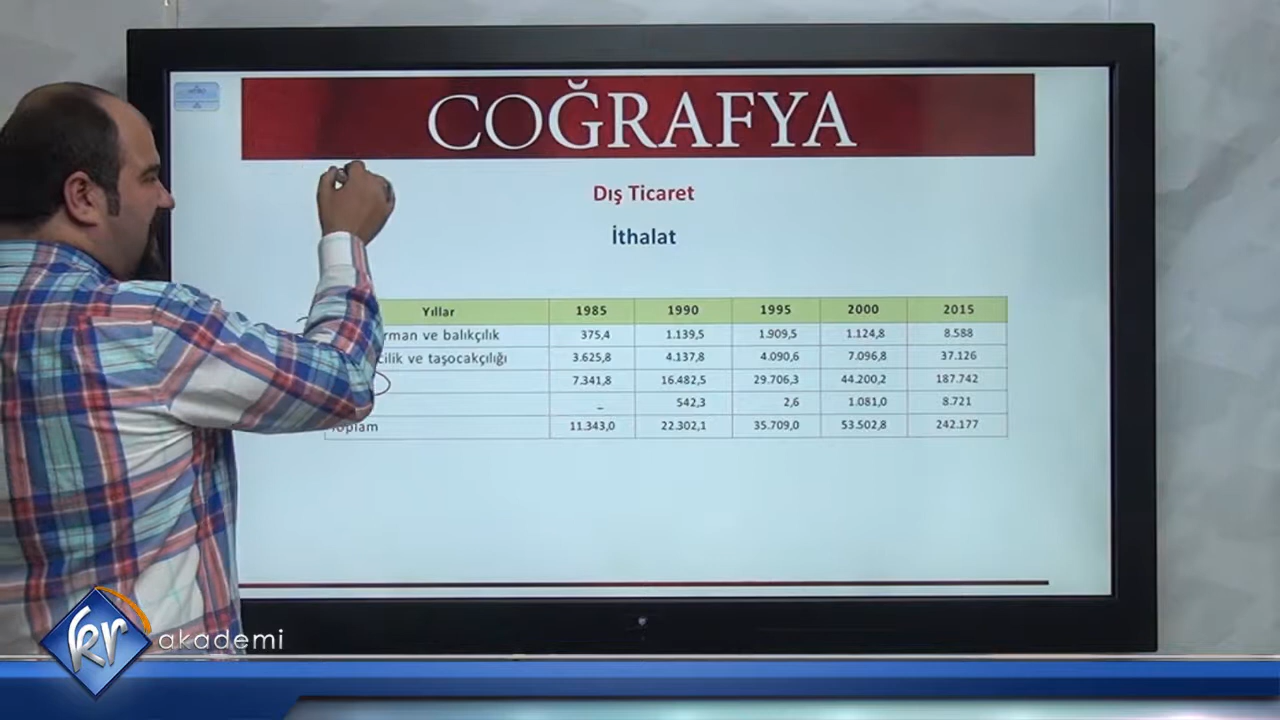 COĞRAFYA
Dış Ticaret
İthalat
Yıllar 1985 1990 1995 2000 2015
rman ve balıkçılık 375,4 1.139,5 1.909,5 1.124,8 8.588
cilik ve taşocakçılığı 3.625,8 4.137,8 4.090,6 7.096,8 37.126
7.341,8 16.482,5 29.706,3 44.200,2 187.742
_ 542,3 2,6 1.081,0 8.721
Toplam 11.343,0 22.302,1 35.709,0 53.502,8 242.177
kr akademi